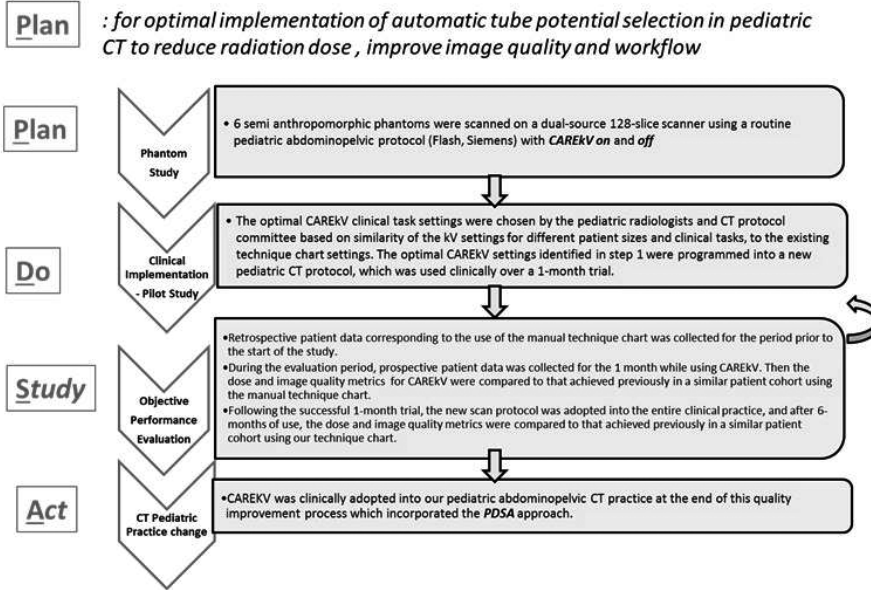 Plan : for optimal implementation of automatic tube potential selection in pediatric
CT to reduce radiation dose , improve image quality and workflow
Plan
Phantom
Study
• 6 semi anthropomorphic phantoms were scanned on a dual-source 128-slice scanner using a routine
pediatric abdominopelvic protocol (Flash, Siemens) with CAREkV on and off
Do
Clinical
Implementation
- Pilot Study
• The optimal CAREkV clinical task settings were chosen by the pediatric radiologists and CT protocol
committee based on similarity of the kV settings for different patient sizes and clinical tasks, to the existing
technique chart settings. The optimal CAREkV settings identified in step 1 were programmed into a new
pediatric CT protocol, which was used clinically over a 1-month trial.
Study
Objective
Performance
Evaluation
•Retrospective patient data corresponding to the use of the manual technique chart was collected for the period prior to
the start of the study.
•During the evaluation period, prospective patient data was collected for the 1 month while using CAREkV. Then the
dose and image quality metrics for CAREkV were compared to that achieved previously in a similar patient cohort using
the manual technique chart.
•Following the successful 1-month trial, the new scan protocol was adopted into the entire clinical practice, and after 6-
months of use, the dose and image quality metrics were compared to that achieved previously in a similar patient
cohort using our technique chart.
Act
CT Pediatric
Practice change
•CAREKV was clinically adopted into our pediatric abdominopelvic CT practice at the end of this quality
improvement process which incorporated the PDSA approach.